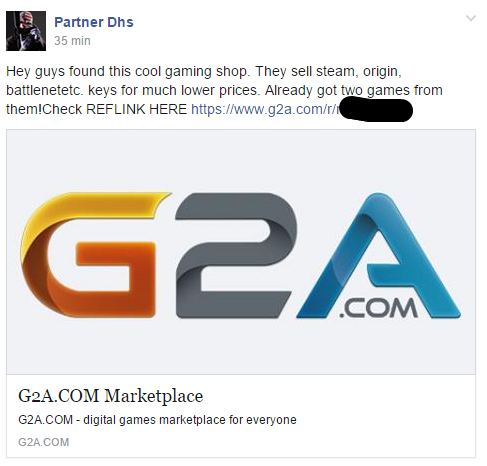 Partner Dhs
35 min
Hey guys found this cool gaming shop. They sell steam, origin,
battlenetetc. keys for much lower prices. Already got two games from
them!Check REFLINK HERE https://www.g2a.com/r/
G2A
.COM
G2A.COM Marketplace
G2A.COM - digital games marketplace for everyone
G2A.COM